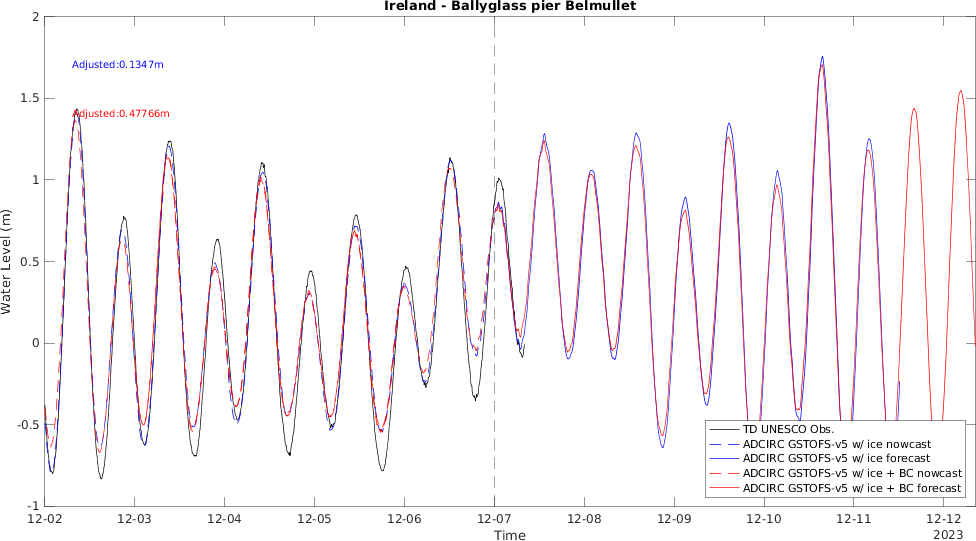 Ireland - Ballyglass pier Belmullet
2
1.5
1
0.5
0
-0.5
-1
Water Level (m)
Adjusted:0.1347m
Adjusted:0.47766m
TD UNESCO Obs.
ADCIRC GSTOFS-v5 w/ ice nowcast
ADCIRC GSTOFS-v5 w/ ice forecast
ADCIRC GSTOFS-v5 w/ ice + BC nowcast
ADCIRC GSTOFS-v5 w/ ice + BC forecast
12-02 12-03 12-04 12-05 12-06 12-07 12-08 12-09 12-10 12-11 12-12
2023
Time